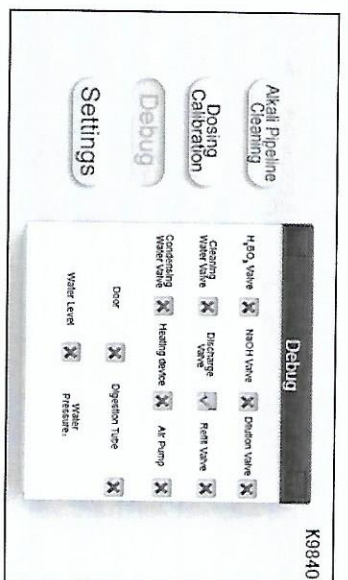 K9840
Alkali Pipeline
Cleaning
Dosing
Calibration
Debug
Settings
Debug
H₃BO₃ Valve
NaOH Valve
Dilution Valve
Cleaning
Water Valve
Discharge
Valve
Refit Valve
Condensing
Water Valve
Heating device
Air Pump
Door
Digestion Tube
Water Level
Water
Pressure: